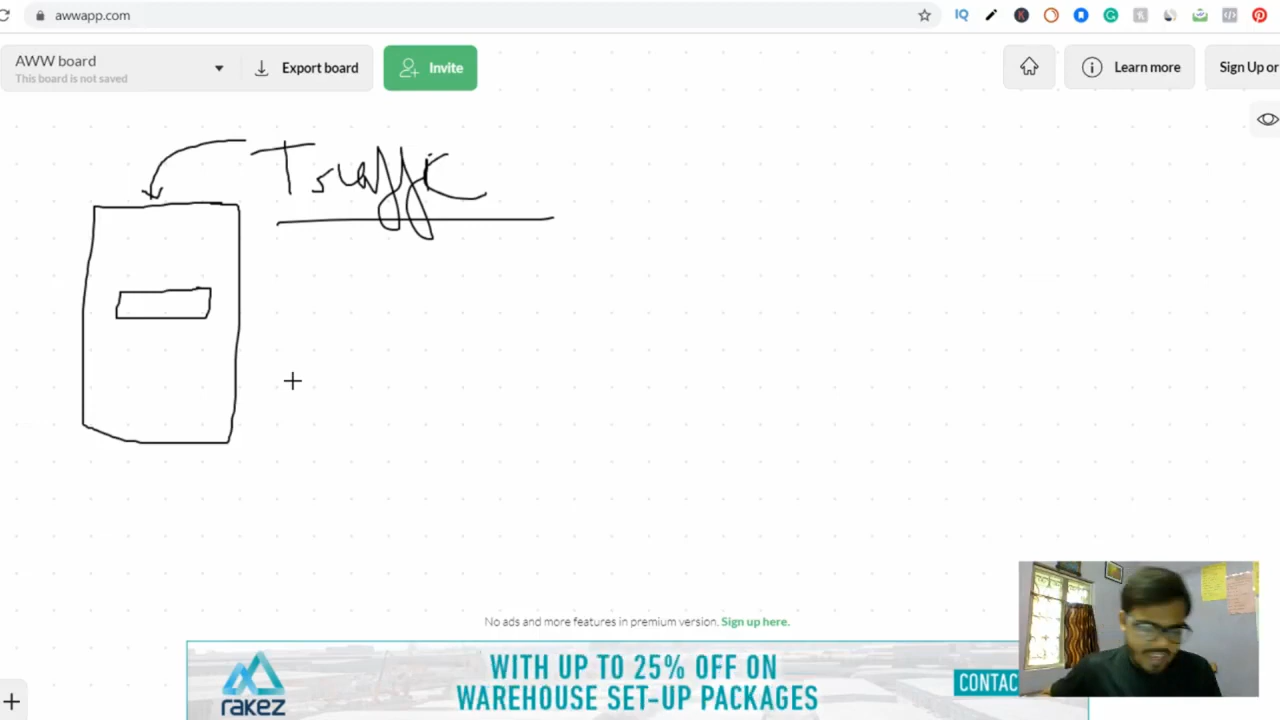 awwapp.com
IQ
AWW board
This board is not saved
Export board
Invite
Learn more
Sign Up or
Traffic
No ads and more features in premium version. Sign up here.
rakez
WITH UP TO 25% OFF ON
WAREHOUSE SET-UP PACKAGES
CONTAC